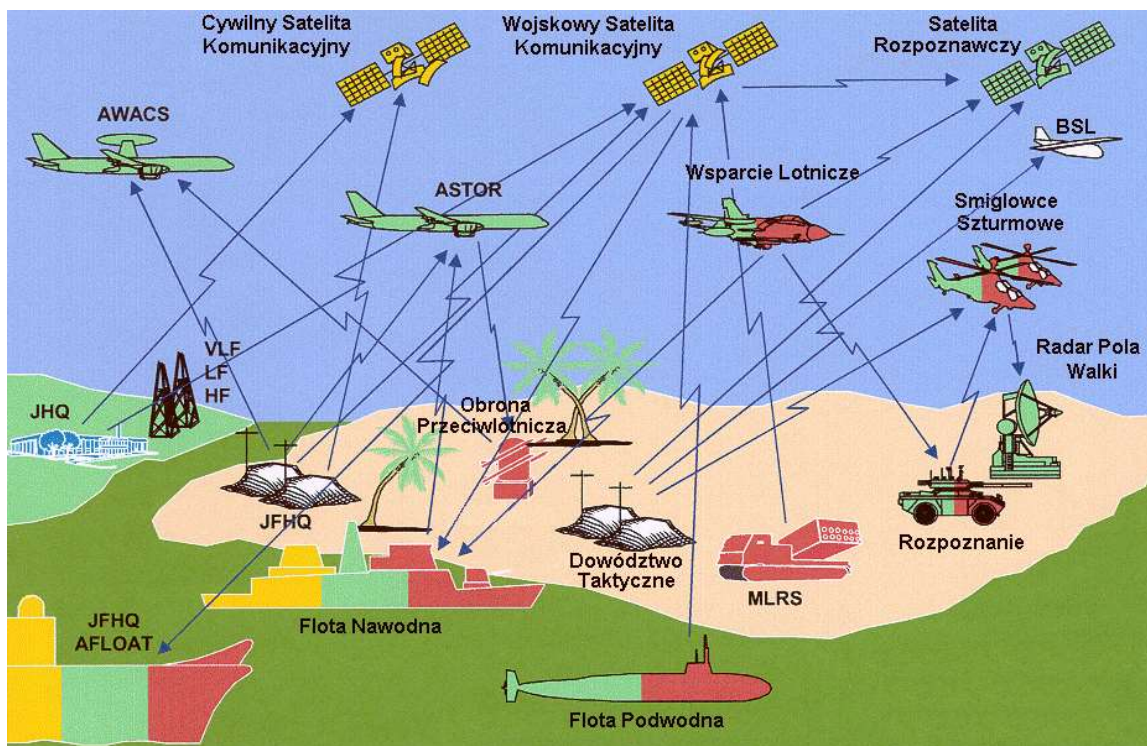 Cywilny Satelita
Komunikacyjny
Wojskowy Satelita
Komunikacyjny
Satelita
Rozpoznawczy
AWACS
BSL
ASTOR
Wsparcie Lotnicze
Smiglowce
Szturmowe
VLF
LF
HF
Radar Pola
Walki
JHQ
Obrona
Przeciwlotnicza
JFHQ
Dowództwo
Taktyczne
Rozpoznanie
MLRS
Flota Nawodna
JFHQ
AFLOAT
Flota Podwodna